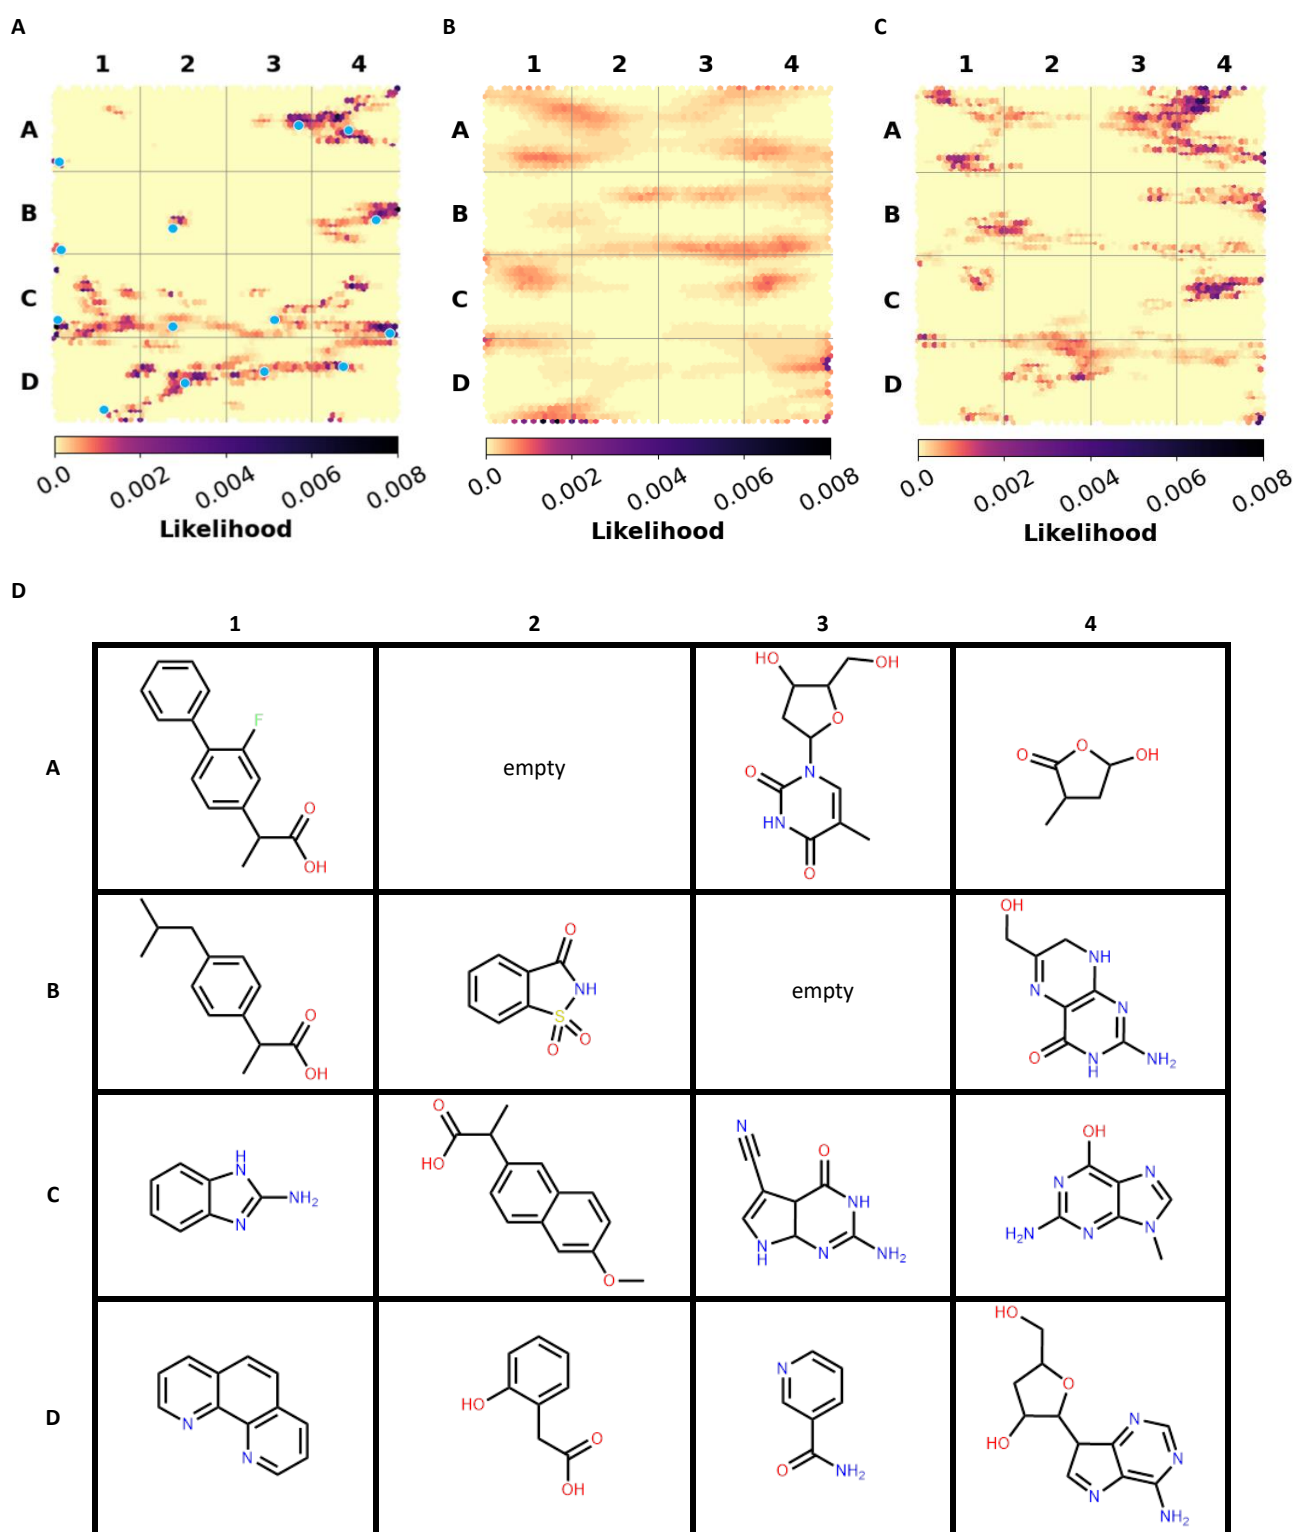 A B C
1 2 3 4 1 2 3 4 1 2 3 4
A A A
B B B
C C C
D D D
0.0 0.002 0.004 0.006 0.008 0.0 0.002 0.004 0.006 0.008 0.0 0.002 0.004 0.006 0.008
Likelihood Likelihood Likelihood
D
1 2 3 4
A
F
O
OH
empty
HO
OH
O
O
N
HN
O
O
O
OH
B
O
OH
O
NH
S
O
O
empty
OH
NH
N
N
O
N
H
NH2
C
H
N
NH2
N
O
HO
O
N
O
NH
N
H
N
NH2
OH
N
N
H2N
N
N
D
N
N
HO
O
OH
N
O
NH2
HO
O
HO
N
N
N
NH2